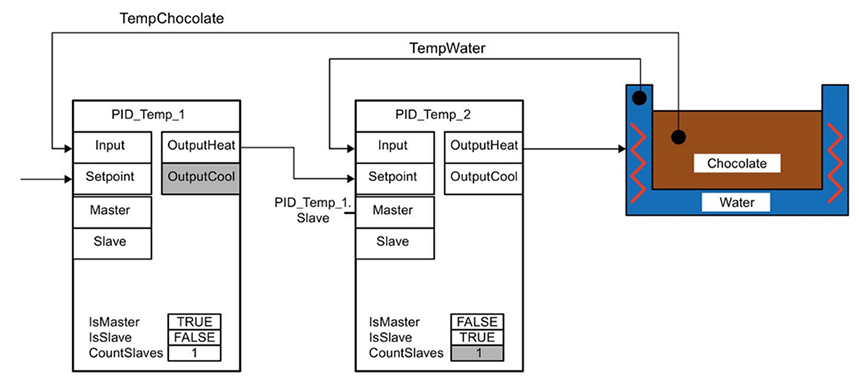 TempChocolate
TempWater
PID_Temp_1
Input
OutputHeat
Setpoint
OutputCool
Master
Slave
IsMaster TRUE
IsSlave FALSE
CountSlaves 1
PID_Temp_2
Input
OutputHeat
Setpoint
OutputCool
PID_Temp_1.
Slave
Master
Slave
IsMaster FALSE
IsSlave TRUE
CountSlaves 1
Chocolate
Water